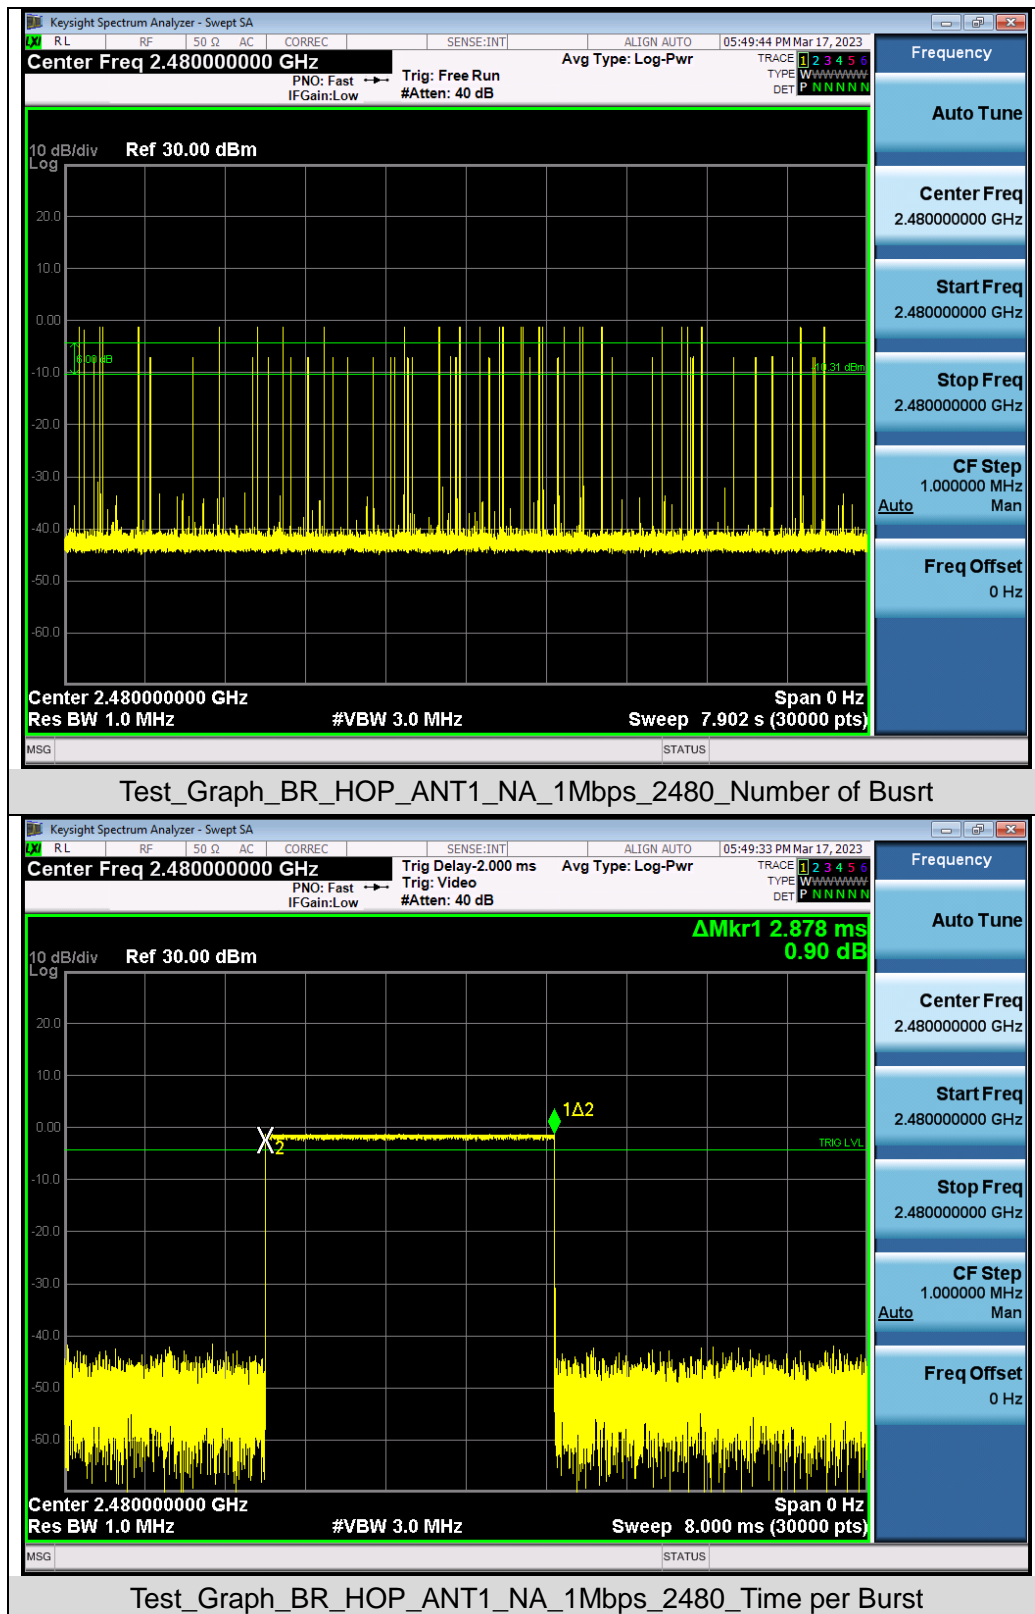 Keysight Spectrum Analyzer - Swept SA
LXI RL RF 50 Ω AC CORREC SENSE:INT ALIGN AUTO 05:49:44 PM Mar 17, 2023
Center Freq 2.480000000 GHz
PNO: Fast
IFGain:Low
Trig: Free Run
#Atten: 40 dB
Avg Type: Log-Pwr
TRACE 1 2 3 4 5 6
TYPE WWWWWW
DET P N N N N N
Frequency
Auto Tune
Center Freq
2.480000000 GHz
Start Freq
2.480000000 GHz
Stop Freq
2.480000000 GHz
CF Step
1.000000 MHz
Auto Man
Freq Offset
0 Hz
10 dB/div Ref 30.00 dBm
Log
20.0
10.0
0.00
6.00 dB
-10.31 dBm
-10.0
-20.0
-30.0
-40.0
-50.0
-60.0
Center 2.480000000 GHz Span 0 Hz
Res BW 1.0 MHz #VBW 3.0 MHz Sweep 7.902 s (30000 pts)
MSG STATUS
Test_Graph_BR_HOP_ANT1_NA_1Mbps_2480_Number of Busrt
Keysight Spectrum Analyzer - Swept SA
LXI RL RF 50 Ω AC CORREC SENSE:INT ALIGN AUTO 05:49:33 PM Mar 17, 2023
Center Freq 2.480000000 GHz
PNO: Fast
IFGain:Low
Trig Delay-2.000 ms
Trig: Video
#Atten: 40 dB
Avg Type: Log-Pwr
TRACE 1 2 3 4 5 6
TYPE WWWWWW
DET P N N N N N
Frequency
Auto Tune
Center Freq
2.480000000 GHz
Start Freq
2.480000000 GHz
Stop Freq
2.480000000 GHz
CF Step
1.000000 MHz
Auto Man
Freq Offset
0 Hz
ΔMkr1 2.878 ms
0.90 dB
10 dB/div Ref 30.00 dBm
Log
20.0
10.0
0.00
1Δ2
2
TRIG LVL
-10.0
-20.0
-30.0
-40.0
-50.0
-60.0
Center 2.480000000 GHz Span 0 Hz
Res BW 1.0 MHz #VBW 3.0 MHz Sweep 8.000 ms (30000 pts)
MSG STATUS
Test_Graph_BR_HOP_ANT1_NA_1Mbps_2480_Time per Burst